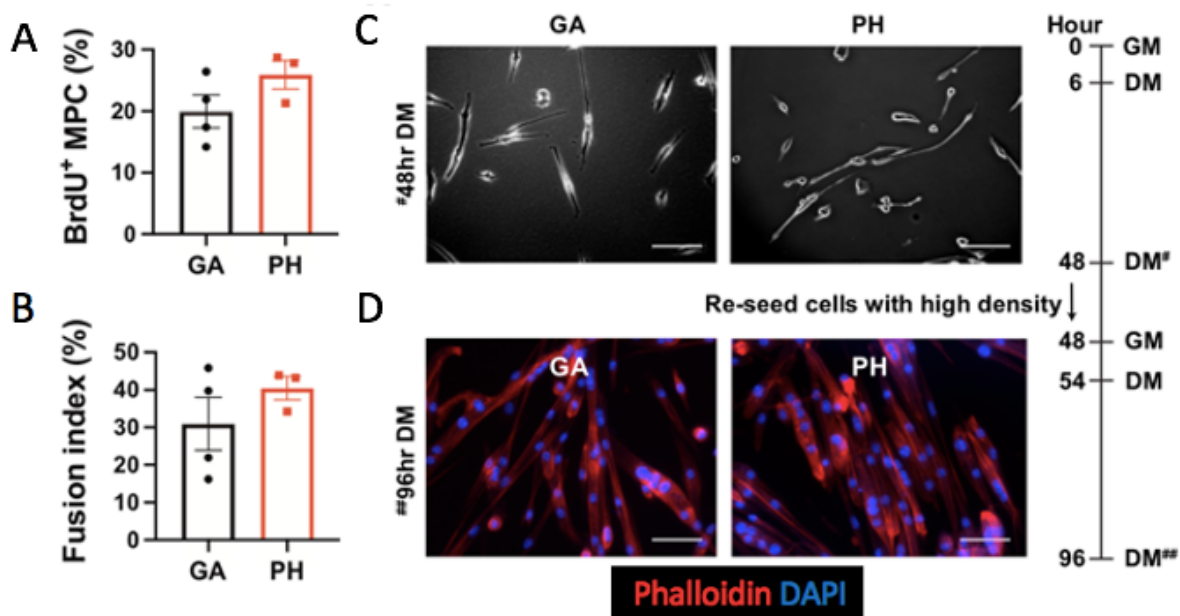 A
BrdU⁺ MPC (%)
30
20
10
0
GA
PH
B
Fusion index (%)
50
40
30
20
10
0
GA
PH
C
GA
PH
Hour
#48hr DM
0 GM
6 DM
48 DM#
Re-seed cells with high density
D
GA
PH
##96hr DM
48 GM
54 DM
96 DM##
Phalloidin DAPI